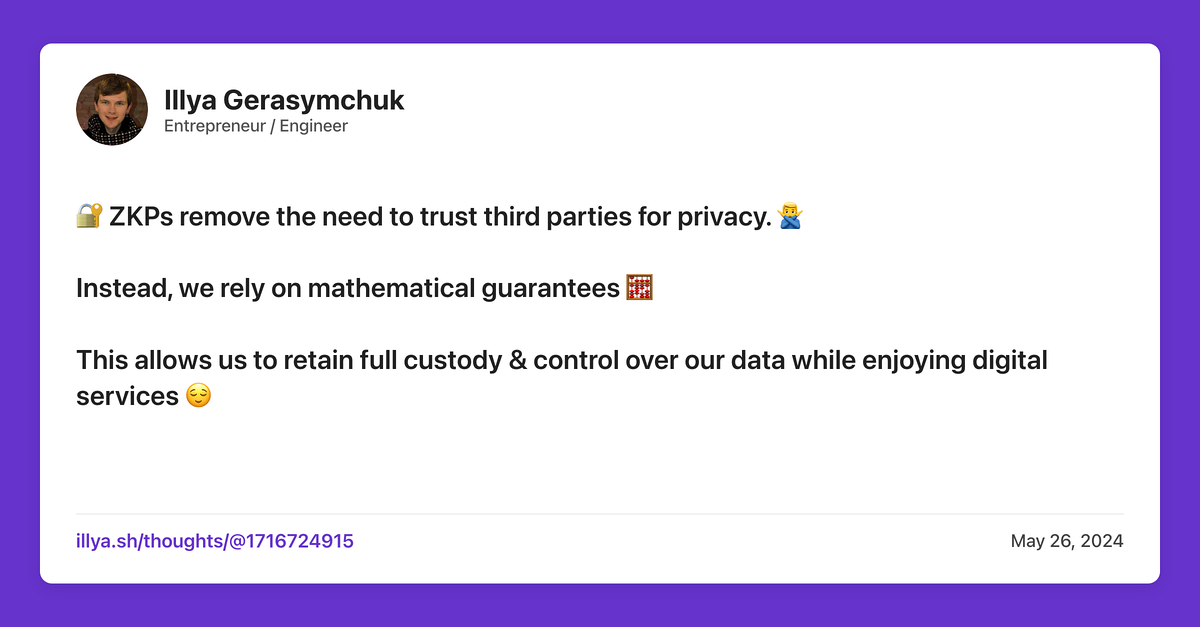 Illya Gerasymchuk
Entrepreneur / Engineer
🔐 ZKPs remove the need to trust third parties for privacy. 🙅‍♂️
Instead, we rely on mathematical guarantees 🧮
This allows us to retain full custody & control over our data while enjoying digital
services 😌
illya.sh/thoughts/@1716724915
May 26, 2024